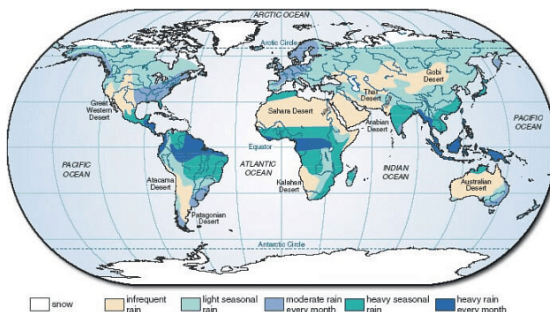 ARCTIC OCEAN
Arctic Circle
Gobi
Desert
Thar
Desert
Great
Western
Desert
Sahara Desert
Arabian
Desert
PACIFIC
OCEAN
Equator
PACIFIC
OCEAN
ATLANTIC
OCEAN
INDIAN
OCEAN
Atacama
Desert
Kalahari
Desert
Australian
Desert
Patagonian
Desert
Antarctic Circle
snow
infrequent
rain
light seasonal
rain
moderate rain
every month
heavy seasonal
rain
heavy rain
every month